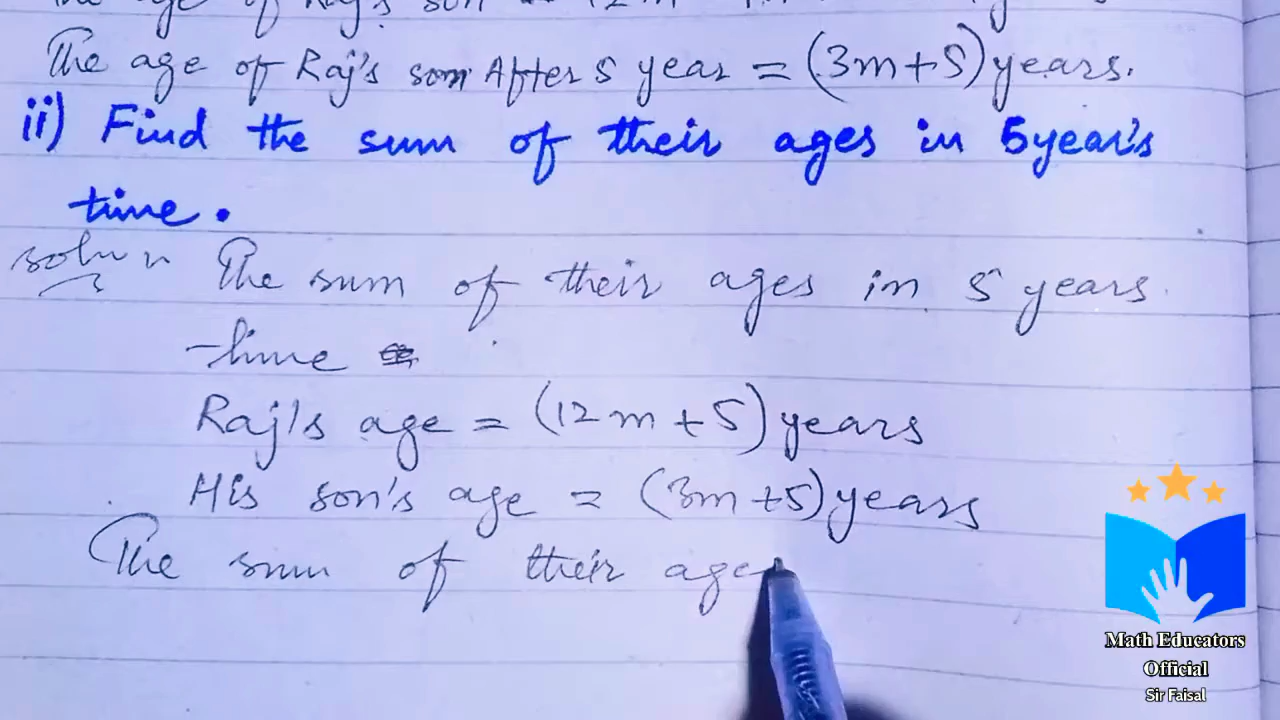 The age of Raj's son After 5 year = (3m+5) years.
ii) Find the sum of their ages in 5 year's
time.
soln The sum of their ages in 5 years
time
Raj's age = (12m + 5) years
His son's age = (3m +5) years
The sum of their age
Math Educators
Official
Sir Faisal